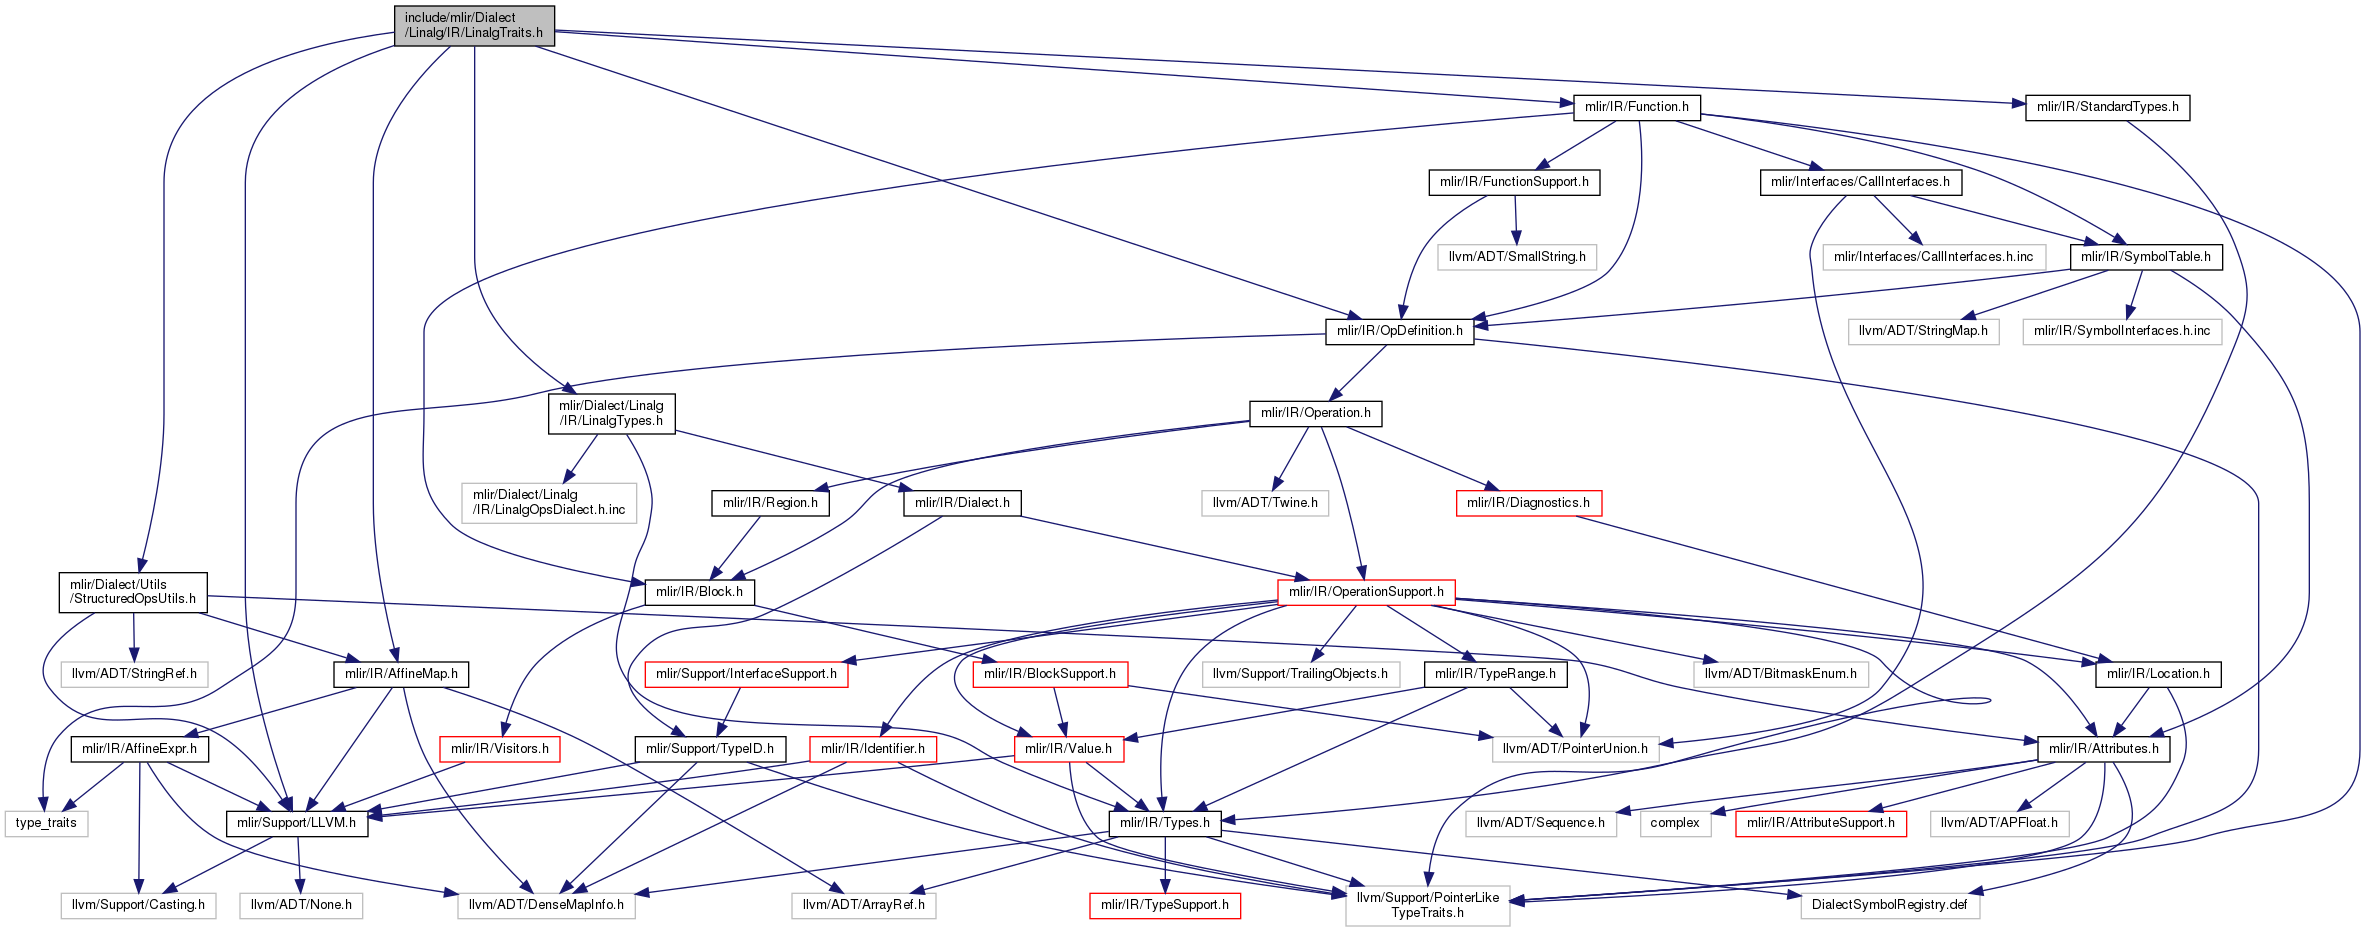 include/mlir/Dialect
/Linalg/IR/LinalgTraits.h
mlir/IR/Function.h
mlir/IR/StandardTypes.h
mlir/IR/FunctionSupport.h
mlir/Interfaces/CallInterfaces.h
llvm/ADT/SmallString.h
mlir/Interfaces/CallInterfaces.h.inc
mlir/IR/SymbolTable.h
mlir/IR/OpDefinition.h
llvm/ADT/StringMap.h
mlir/IR/SymbolInterfaces.h.inc
mlir/Dialect/Linalg
/IR/LinalgTypes.h
mlir/IR/Operation.h
mlir/Dialect/Linalg
/IR/LinalgOpsDialect.h.inc
mlir/IR/Region.h
mlir/IR/Dialect.h
llvm/ADT/Twine.h
mlir/IR/Diagnostics.h
mlir/Dialect/Utils
/StructuredOpsUtils.h
mlir/IR/Block.h
mlir/IR/OperationSupport.h
llvm/ADT/StringRef.h
mlir/IR/AffineMap.h
mlir/Support/InterfaceSupport.h
mlir/IR/BlockSupport.h
llvm/Support/TrailingObjects.h
mlir/IR/TypeRange.h
llvm/ADT/BitmaskEnum.h
mlir/IR/Location.h
mlir/IR/AffineExpr.h
mlir/IR/Visitors.h
mlir/Support/TypeID.h
mlir/IR/Identifier.h
mlir/IR/Value.h
llvm/ADT/PointerUnion.h
mlir/IR/Attributes.h
type_traits
mlir/Support/LLVM.h
mlir/IR/Types.h
llvm/ADT/Sequence.h
complex
mlir/IR/AttributeSupport.h
llvm/ADT/APFloat.h
llvm/Support/Casting.h
llvm/ADT/None.h
llvm/ADT/DenseMapInfo.h
llvm/ADT/ArrayRef.h
mlir/IR/TypeSupport.h
llvm/Support/PointerLike
TypeTraits.h
DialectSymbolRegistry.def